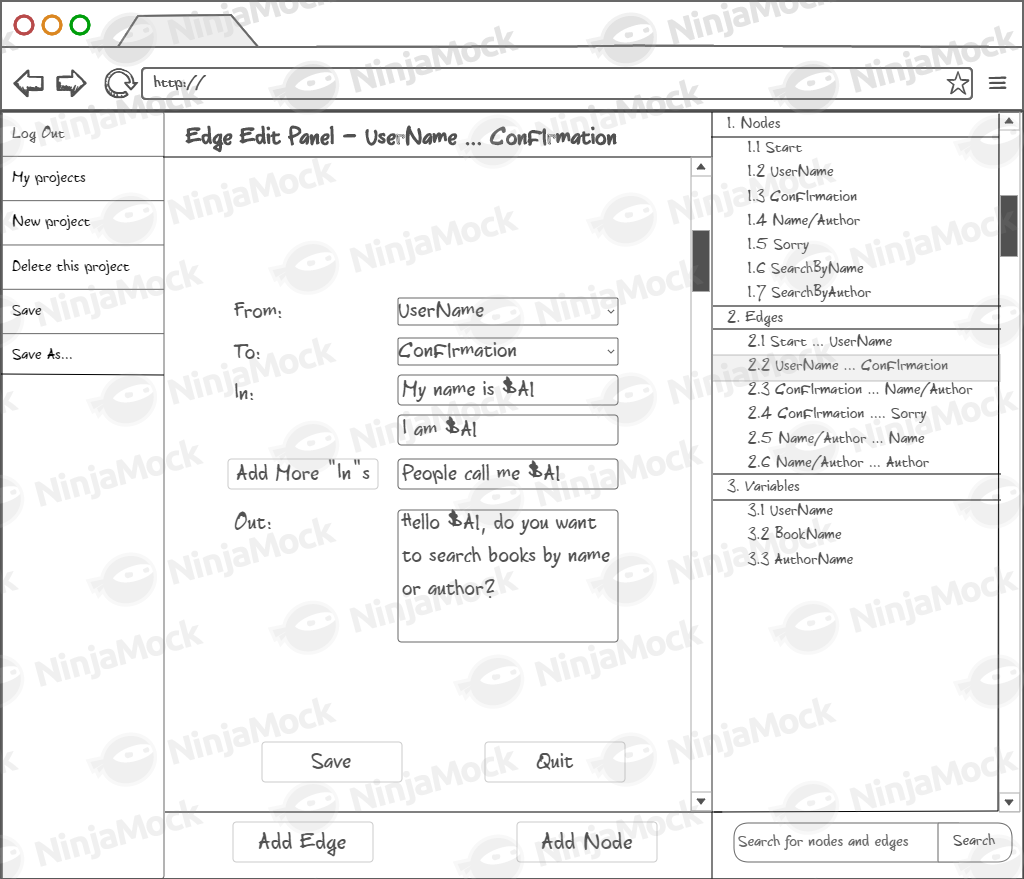 http://
Log Out
My projects
New project
Delete this project
Save
Save As...
Edge Edit Panel - UserName ... ConfIrmation
From:
UserName
To:
ConfIrmation
In:
My name is $A1
I am $A1
Add More "In"s
People call me $A1
Out:
Hello $A1, do you want
to search books by name
or author?
Save
Quit
Add Edge
Add Node
1. Nodes
1.1 Start
1.2 UserName
1.3 ConfIrmation
1.4 Name/Author
1.5 Sorry
1.6 SearchByName
1.7 SearchByAuthor
2. Edges
2.1 Start ... UserName
2.2 UserName ... ConfIrmation
2.3 ConfIrmation ... Name/Author
2.4 ConfIrmation .... Sorry
2.5 Name/Author ... Name
2.6 Name/Author ... Author
3. Variables
3.1 UserName
3.2 BookName
3.3 AuthorName
Search for nodes and edges
Search
NinjaMock